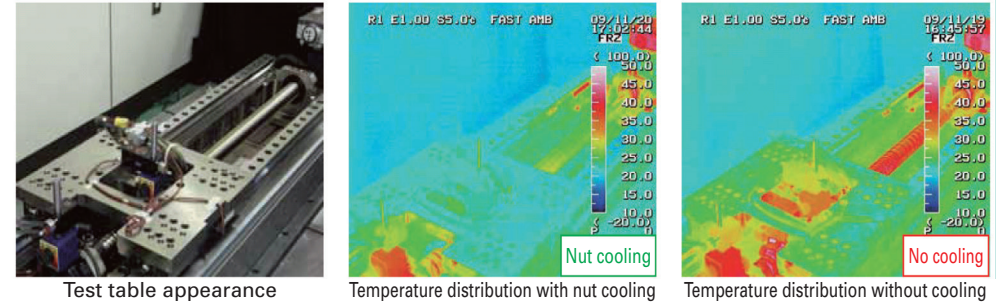 R1 E1.00 S5.0% FAST AMB 09/11/20
17:02:44
FRZ
( 100.0)
50.0
45.0
40.0
35.0
30.0
25.0
20.0
15.0
10.0
( -20.0)
P 0
Nut cooling
R1 E1.00 S5.0% FAST AMB 09/11/19
16:45:57
FRZ
( 100.0)
50.0
45.0
40.0
35.0
30.0
25.0
20.0
15.0
10.0
( -20.0)
P 0
No cooling
Test table appearance
Temperature distribution with nut cooling
Temperature distribution without cooling